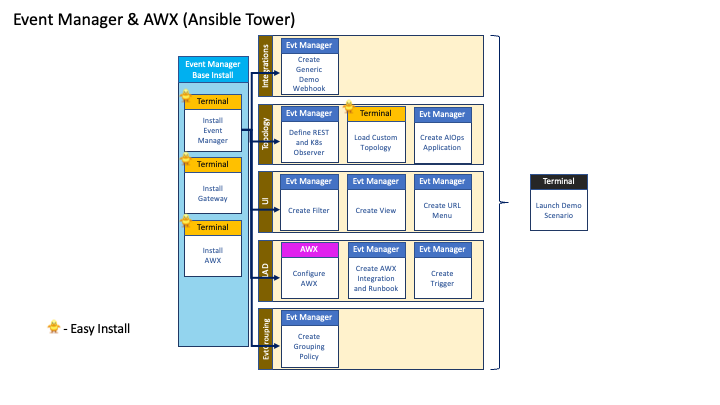 Event Manager & AWX (Ansible Tower)
Event Manager
Base Install
Terminal
Install
Event
Manager
Terminal
Install
Gateway
Terminal
Install
AWX
Integrations
Evt Manager
Create
Generic
Demo
Webhook
Topology
Evt Manager
Define REST
and K8s
Observer
Terminal
Load Custom
Topology
Evt Manager
Create AIOps
Application
UI
Evt Manager
Create Filter
Evt Manager
Create View
Evt Manager
Create URL
Menu
AWX
Configure
AWX
Evt Manager
Create AWX
Integration
and Runbook
Evt Manager
Create
Trigger
EvtGrouping
Evt Manager
Create
Grouping
Policy
Terminal
Launch Demo
Scenario
- Easy Install